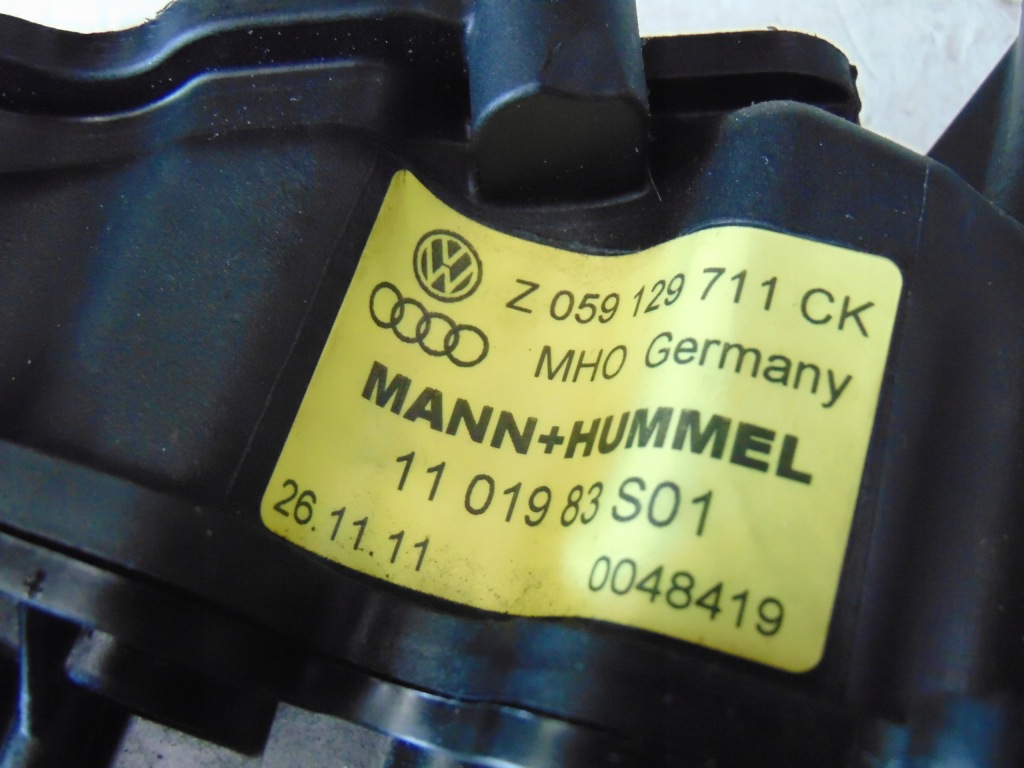 Z 059 129 711 CK
MHO Germany
MANN+HUMMEL
11 019 83 S01
26.11.11
0048419